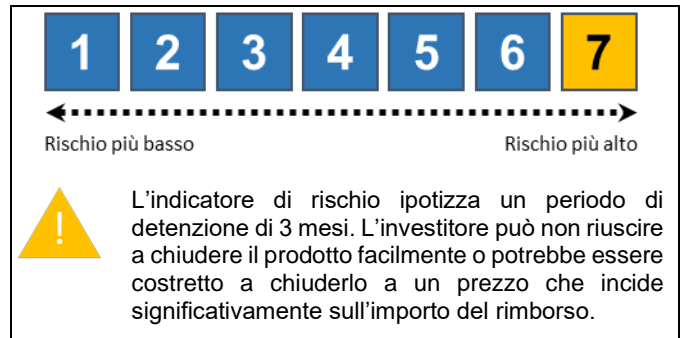 1 2 3 4 5 6 7
Rischio più basso Rischio più alto
!
L’indicatore di rischio ipotizza un periodo di
detenzione di 3 mesi. L’investitore può non riuscire
a chiudere il prodotto facilmente o potrebbe essere
costretto a chiuderlo a un prezzo che incide
significativamente sull’importo del rimborso.